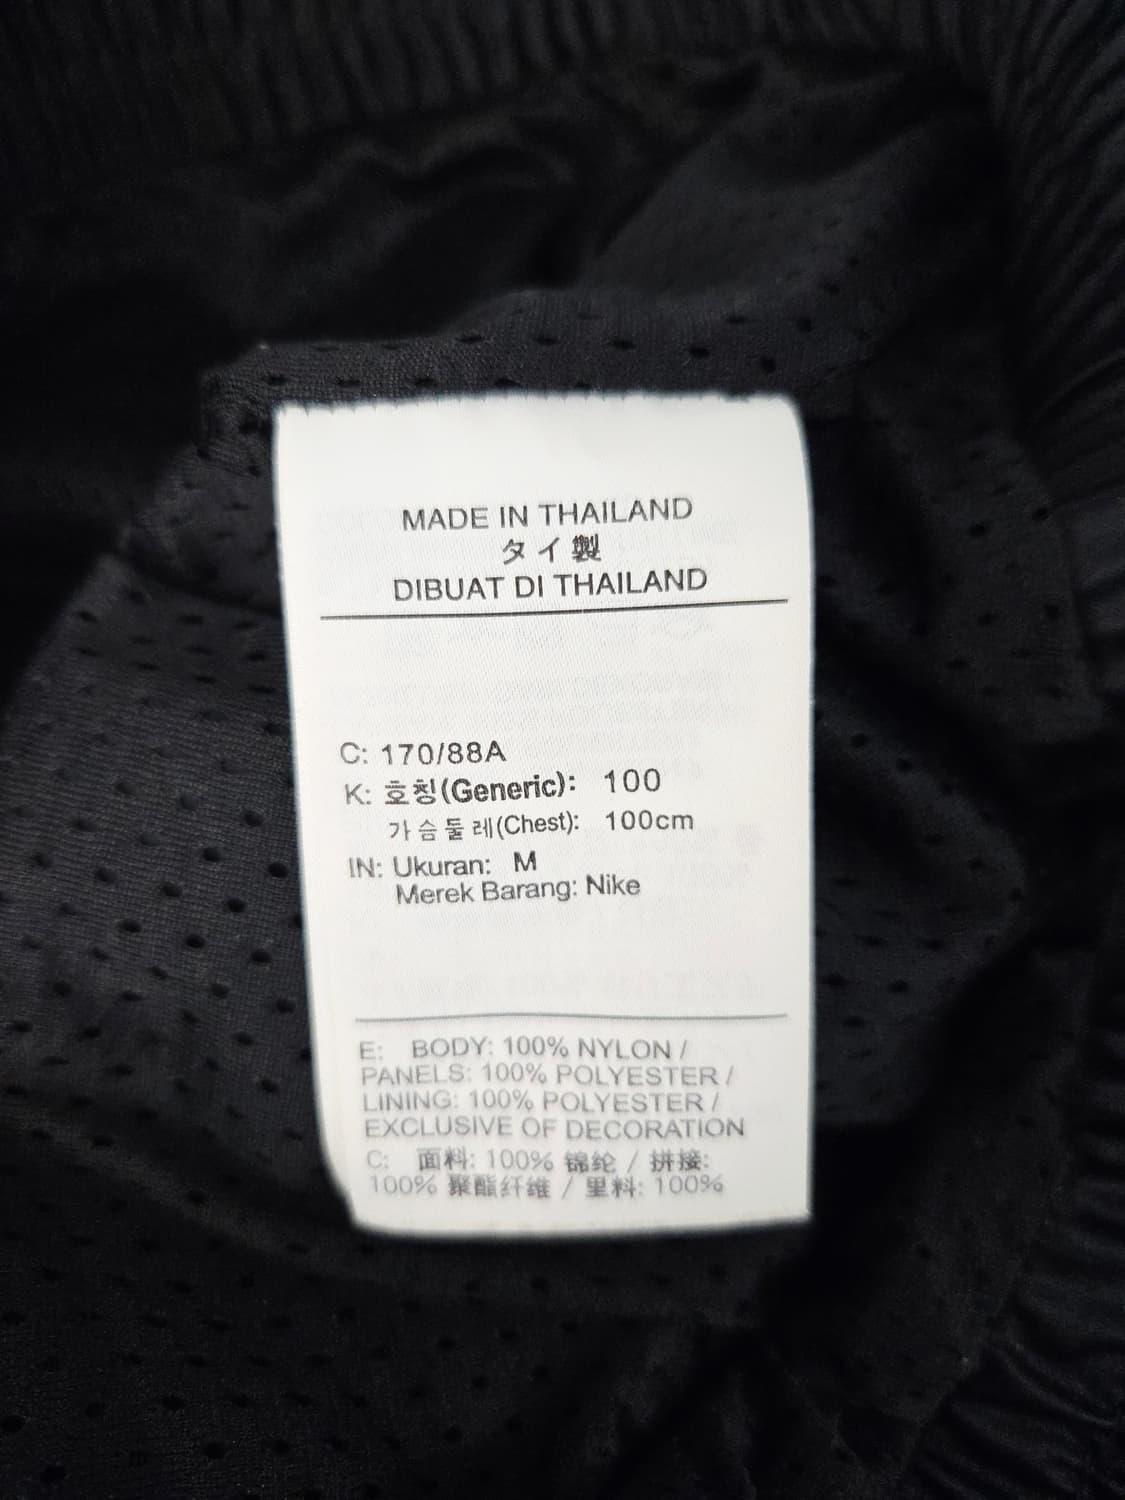 MADE IN THAILAND
タイ製
DIBUAT DI THAILAND
C: 170/88A
K: 호칭(Generic): 100
가슴둘레(Chest): 100cm
IN: Ukuran: M
Merek Barang: Nike
E: BODY: 100% NYLON /
PANELS: 100% POLYESTER /
LINING: 100% POLYESTER /
EXCLUSIVE OF DECORATION
C: 面料: 100% 锦纶 / 拼接:
100% 聚酯纤维 / 里料: 100%